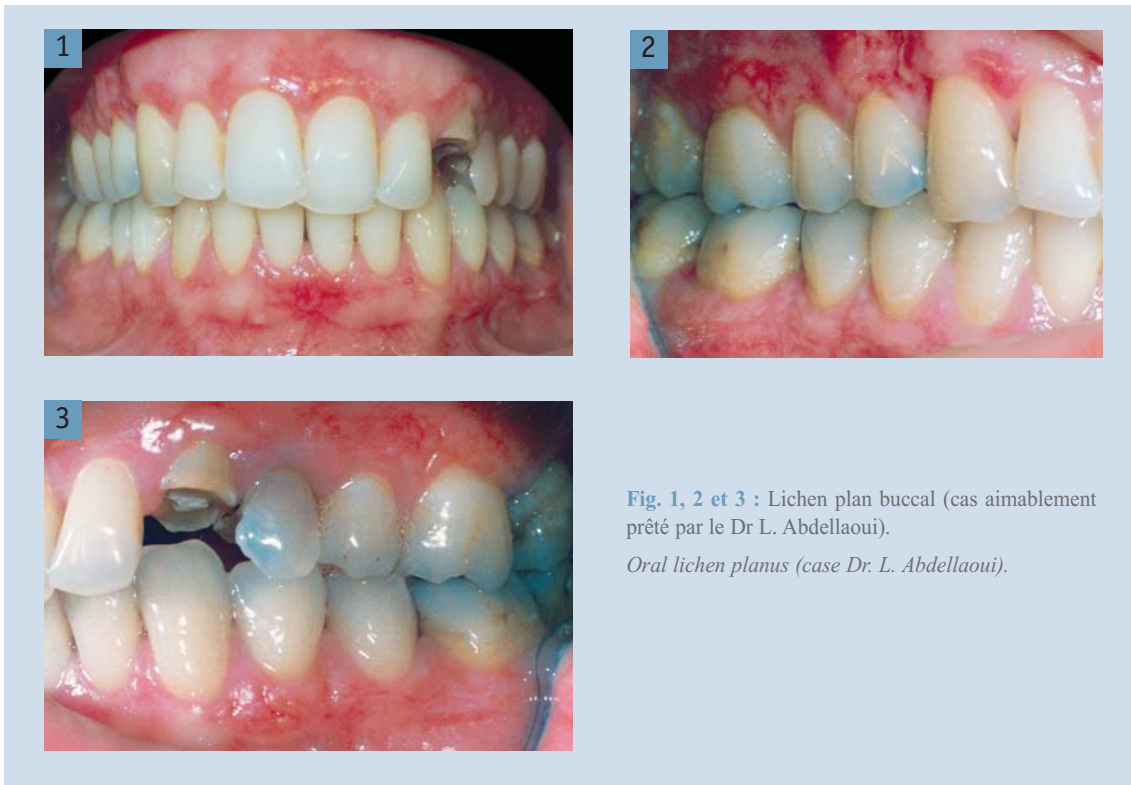 1
2
3
Fig. 1, 2 et 3 : Lichen plan buccal (cas aimablement
prêté par le Dr L. Abdellaoui).
Oral lichen planus (case Dr. L. Abdellaoui).